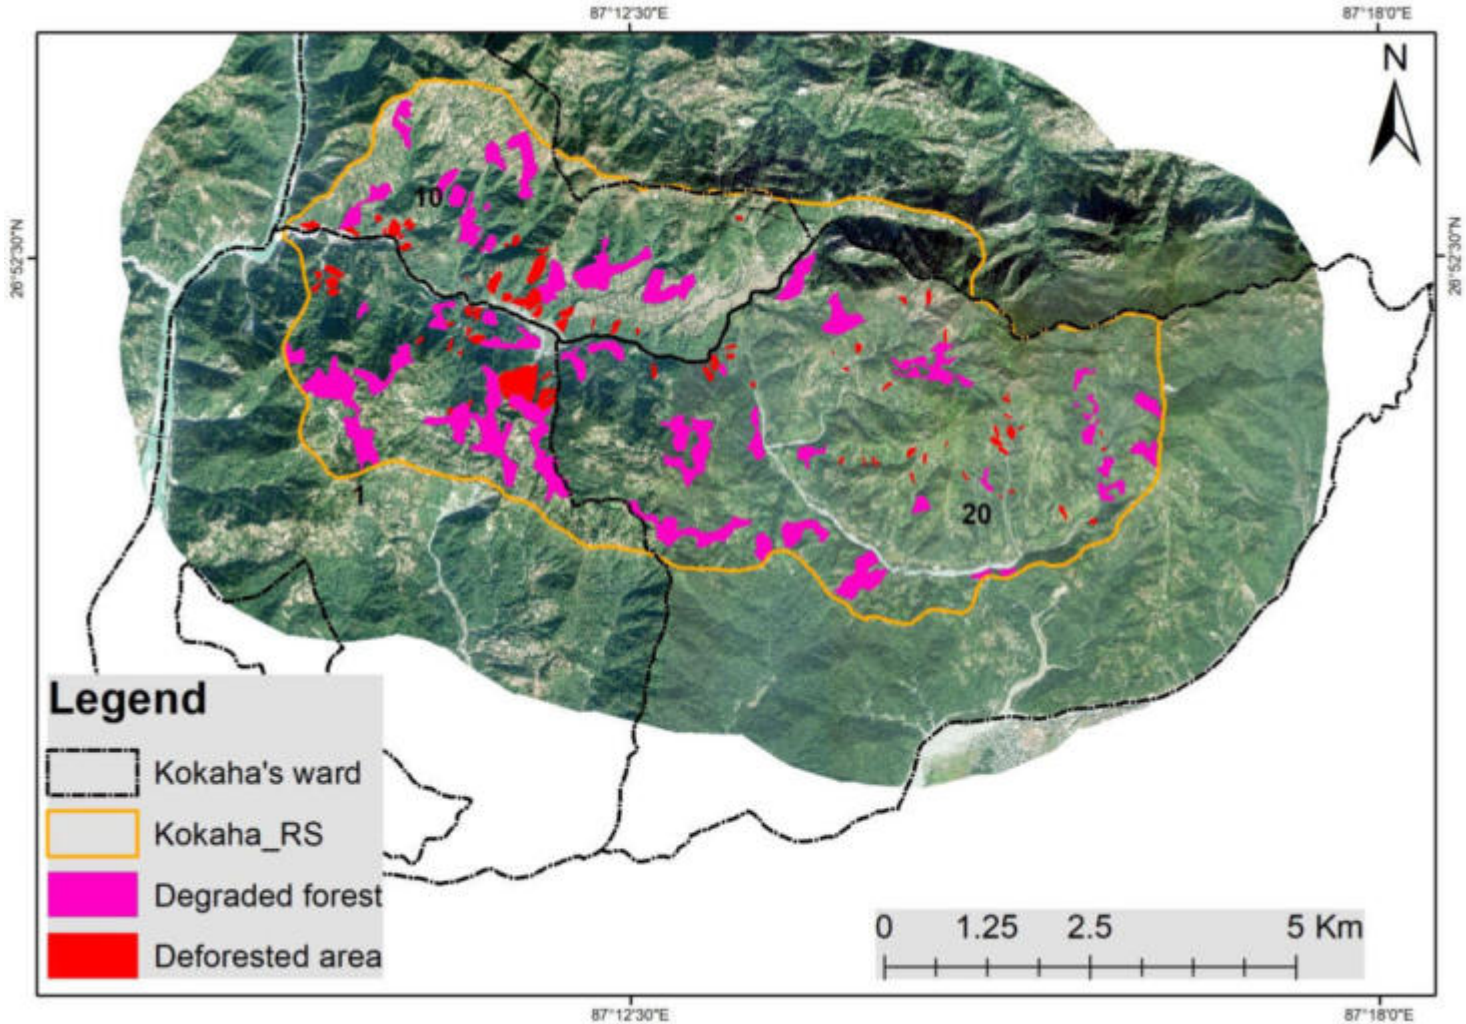 87°12'30"E
87°18'0"E
N
26°52'30"N
26°52'30"N
10
1
20
Legend
Kokaha's ward
Kokaha_RS
Degraded forest
Deforested area
0 1.25 2.5 5 Km
87°12'30"E
87°18'0"E